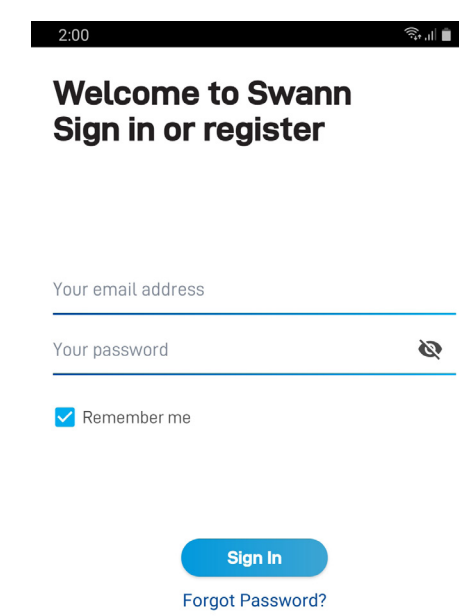 2:00
Welcome to Swann
Sign in or register
Your email address
Your password
Remember me
Sign In
Forgot Password?